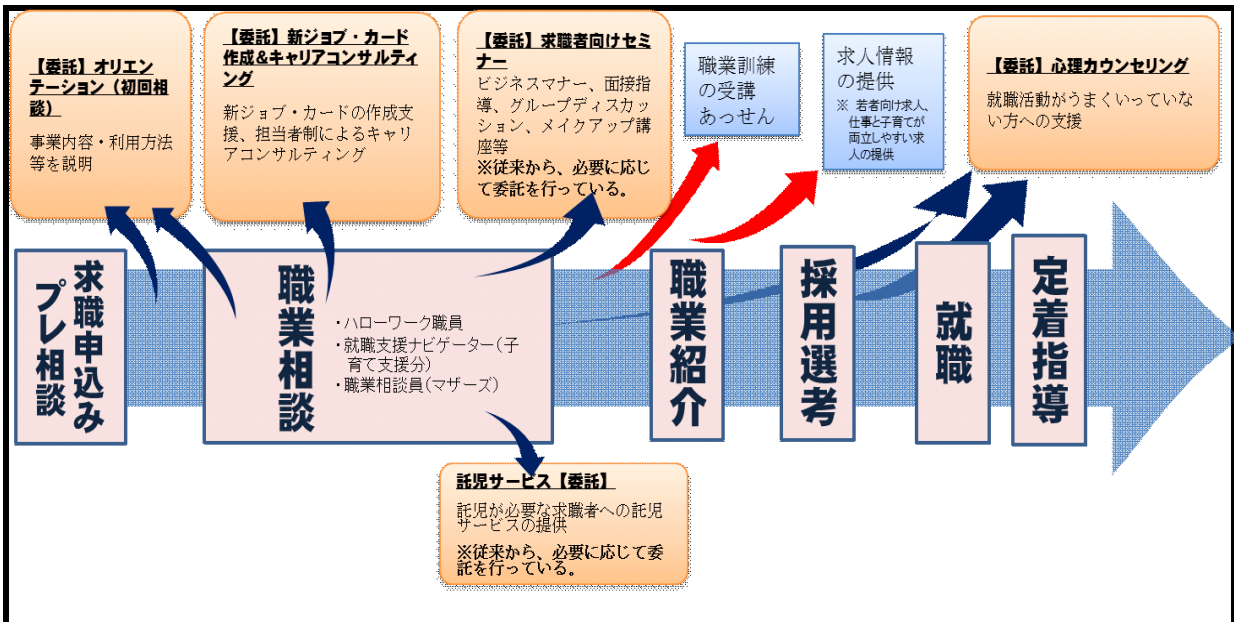 【委託】オリエン
テーション（初回相
談）
事業内容・利用方法
等を説明
【委託】新ジョブ・カード
作成&キャリアコンサルティ
ング
新ジョブ・カードの作成支
援、担当者制によるキャリ
アコンサルティング
【委託】求職者向けセミ
ナー
ビジネスマナー、面接指
導、グループディスカッ
ション、メイクアップ講
座等
※従来から、必要に応じ
て委託を行っている。
職業訓練
の受講
あっせん
求人情報
の提供
※ 若者向け求人、
仕事と子育てが
両立しやすい求
人の提供
【委託】心理カウンセリング
就職活動がうまくいっていな
い方への支援
求職申込み
プレ相談
職業相談
・ハローワーク職員
・就職支援ナビゲーター(子
育て支援分)
・職業相談員(マザーズ)
職業紹介
採用選考
就職
定着指導
託児サービス【委託】
託児が必要な求職者への託児
サービスの提供
※従来から、必要に応じて委
託を行っている。